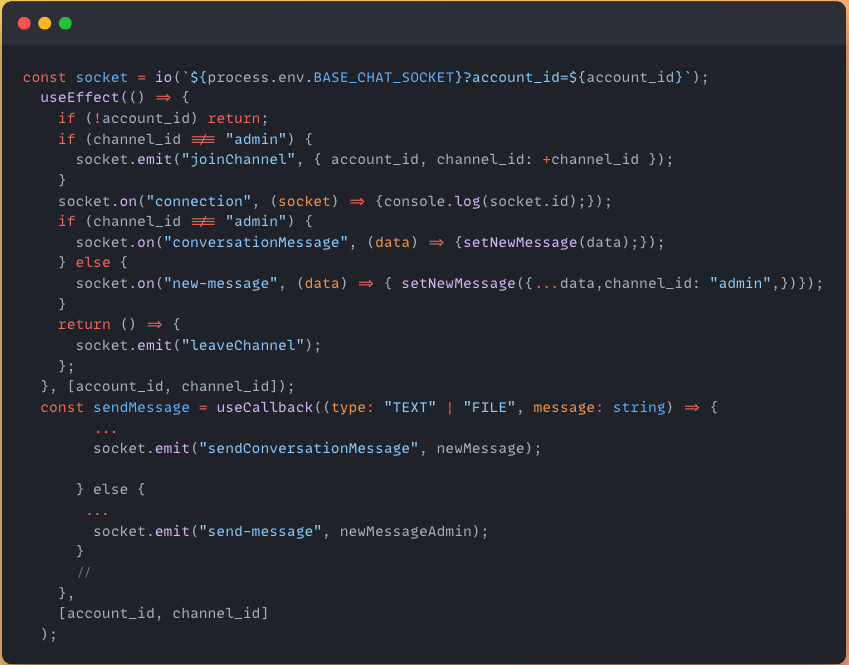 const socket = io(`${process.env.BASE_CHAT_SOCKET}?account_id=${account_id}`);
useEffect(() => {
if (!account_id) return;
if (channel_id !== "admin") {
socket.emit("joinChannel", { account_id, channel_id: +channel_id });
}
socket.on("connection", (socket) => {console.log(socket.id);});
if (channel_id !== "admin") {
socket.on("conversationMessage", (data) => {setNewMessage(data);});
} else {
socket.on("new-message", (data) => { setNewMessage({...data,channel_id: "admin",})});
}
return () => {
socket.emit("leaveChannel");
};
}, [account_id, channel_id]);
const sendMessage = useCallback((type: "TEXT" | "FILE", message: string) => {
...
socket.emit("sendConversationMessage", newMessage);
} else {
...
socket.emit("send-message", newMessageAdmin);
}
//
},
[account_id, channel_id]
);